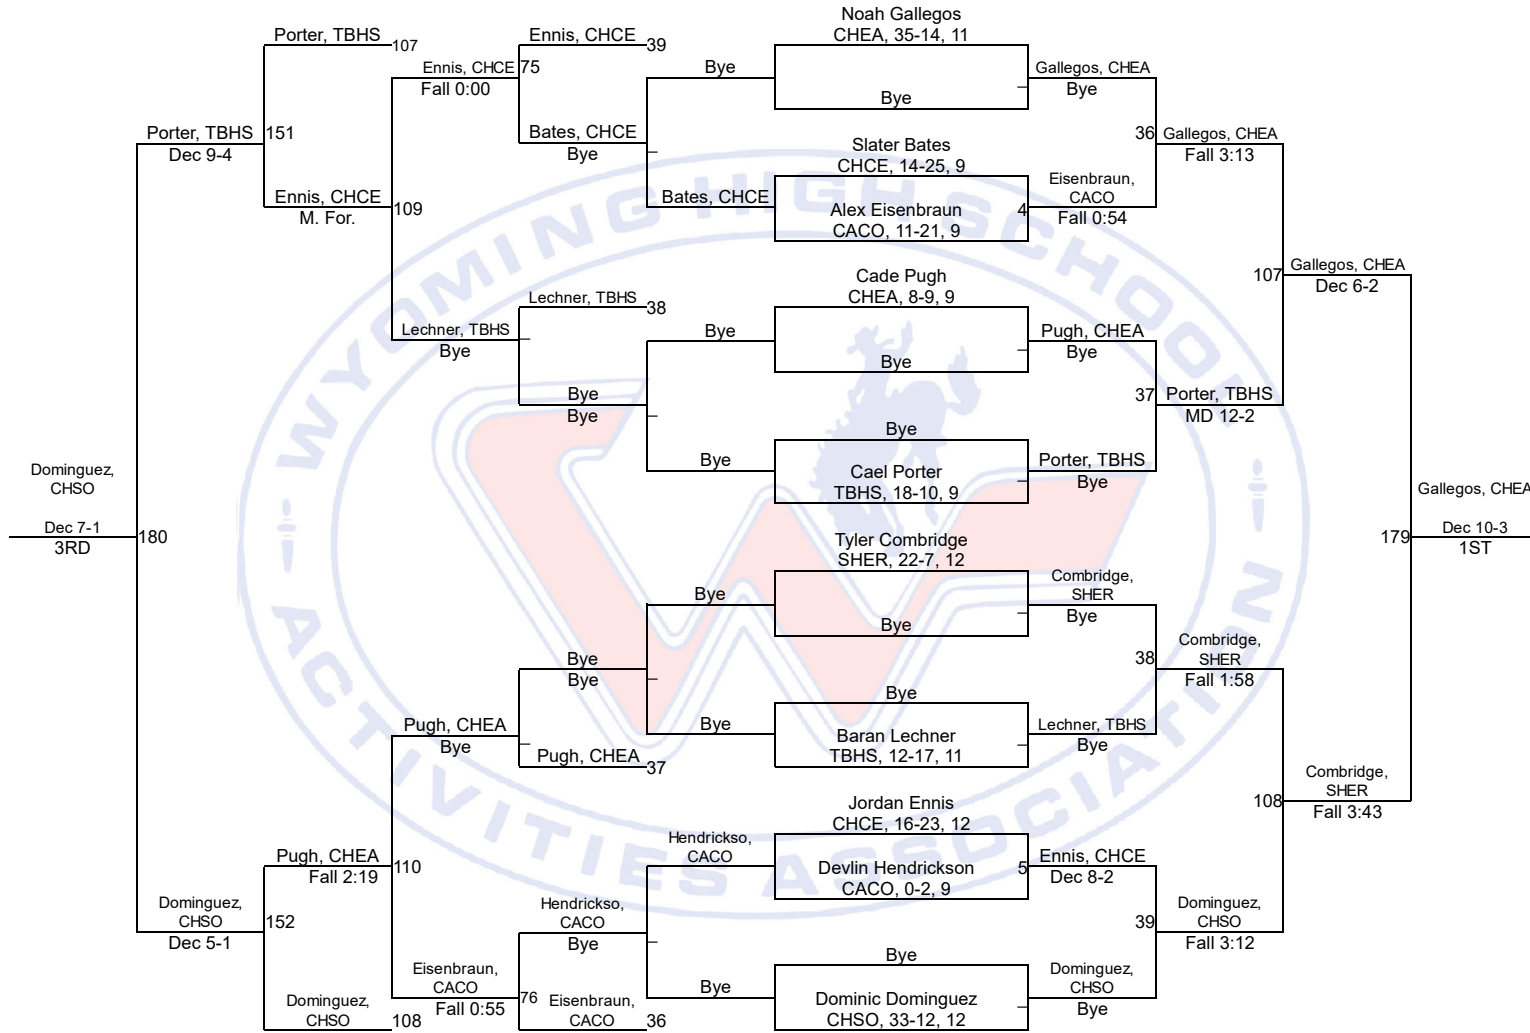 Noah Gallegos
CHEA, 35-14, 11
Bye
Slater Bates
CHCE, 14-25, 9
Alex Eisenbraun
CACO, 11-21, 9
4
Cade Pugh
CHEA, 8-9, 9
Bye
Bye
Cael Porter
TBHS, 18-10, 9
Tyler Combridge
SHER, 22-7, 12
Bye
Bye
Baran Lechner
TBHS, 12-17, 11
Jordan Ennis
CHCE, 16-23, 12
Devlin Hendrickson
CACO, 0-2, 9
5
Bye
Dominic Dominguez
CHSO, 33-12, 12
Gallegos, CHEA
Bye
36
Eisenbraun,
CACO
Fall 0:54
Pugh, CHEA
Bye
37
Porter, TBHS
Bye
Combridge,
SHER
Bye
38
Lechner, TBHS
Bye
Ennis, CHCE
Dec 8-2
39
Dominguez,
CHSO
Bye
Gallegos, CHEA
Fall 3:13
107
Porter, TBHS
MD 12-2
Combridge,
SHER
Fall 1:58
108
Dominguez,
CHSO
Fall 3:12
Gallegos, CHEA
Dec 6-2
179
Combridge,
SHER
Fall 3:43
Gallegos, CHEA
Dec 10-3
1ST
Bye
Bates, CHCE
Bye
Bye
Bye
Bye
Hendrickso,
CACO
Bye
Ennis, CHCE
39
75
Bates, CHCE
Bye
Lechner, TBHS
38
Bye
Bye
Bye
Bye
Pugh, CHEA
37
Hendrickso,
CACO
Bye
76
Eisenbraun,
CACO
36
Ennis, CHCE
Fall 0:00
109
Lechner, TBHS
Bye
Pugh, CHEA
Bye
110
Eisenbraun,
CACO
Fall 0:55
Porter, TBHS
107
151
Ennis, CHCE
M. For.
Pugh, CHEA
Fall 2:19
152
Dominguez,
CHSO
108
Porter, TBHS
Dec 9-4
180
Dominguez,
CHSO
Dec 5-1
Dominguez,
CHSO
Dec 7-1
3RD
WYOMING HIGH SCHOOL
ACTIVITIES ASSOCIATION